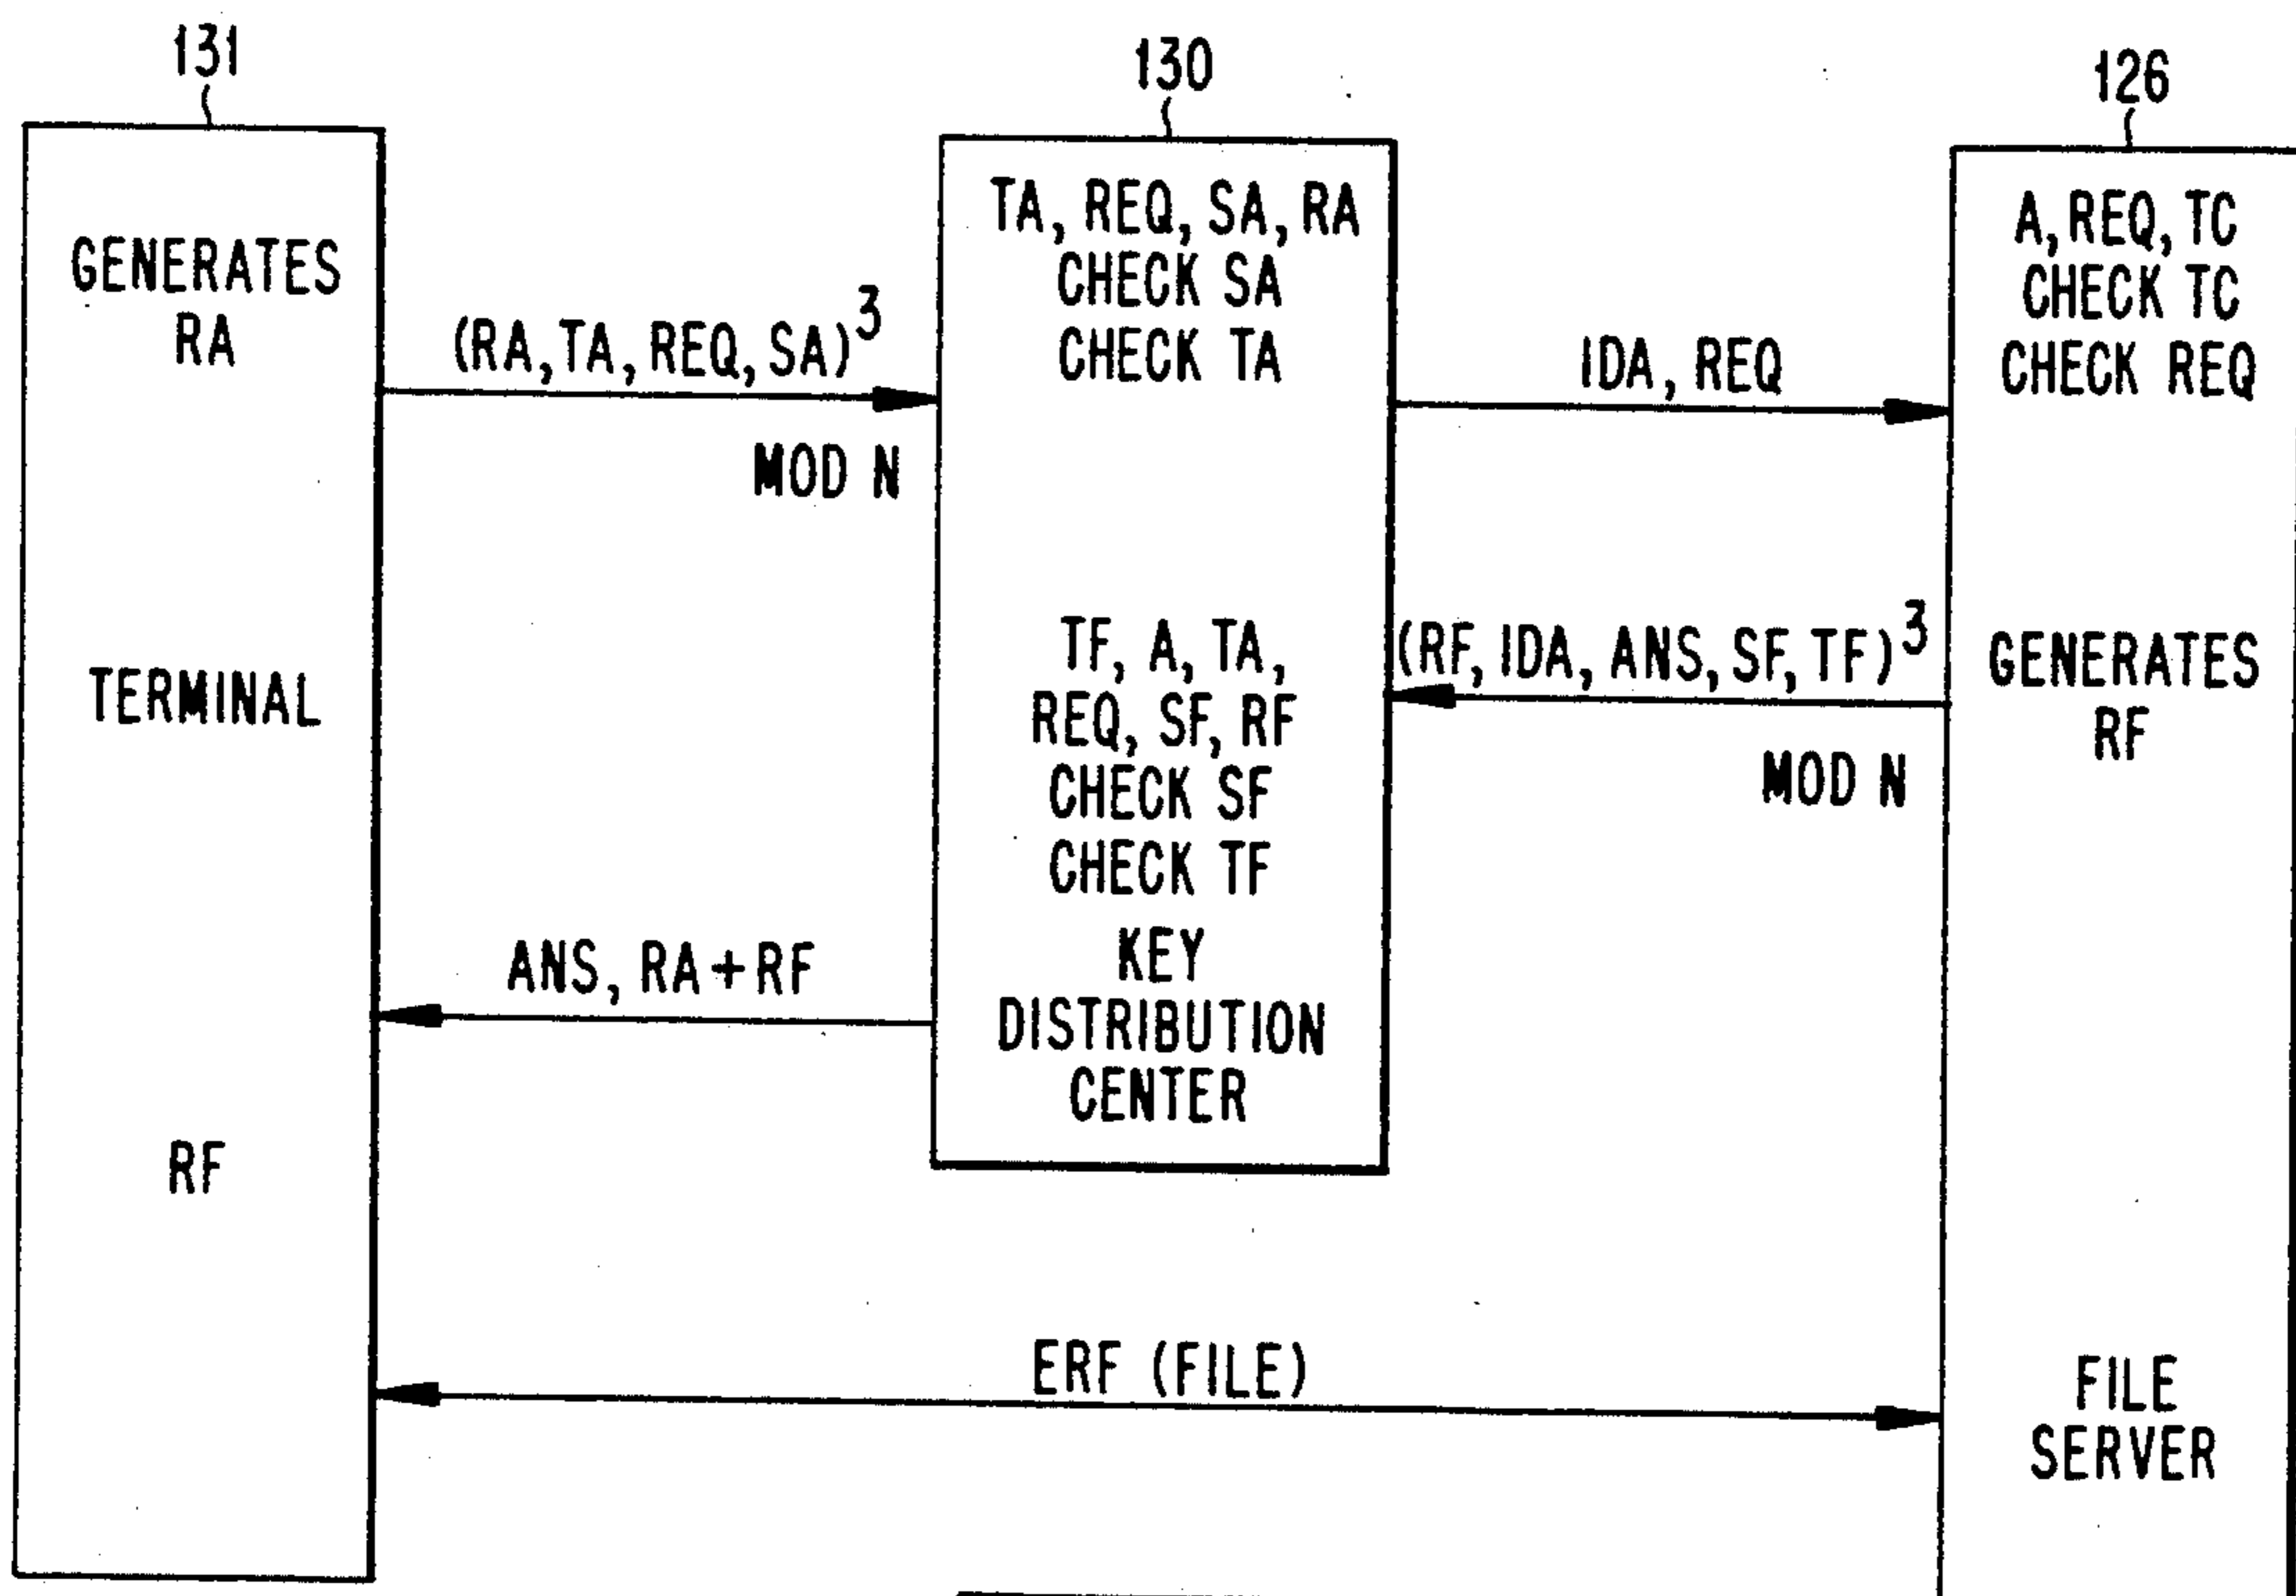 131
130
126
GENERATES
RA
TERMINAL
RF
(RA, TA, REQ, SA)³
MOD N
TA, REQ, SA, RA
CHECK SA
CHECK TA
TF, A, TA,
REQ, SF, RF
CHECK SF
CHECK TF
KEY
DISTRIBUTION
CENTER
IDA, REQ
(RF, IDA, ANS, SF, TF)³
MOD N
ANS, RA+RF
ERF (FILE)
A, REQ, TC
CHECK TC
CHECK REQ
GENERATES
RF
FILE
SERVER